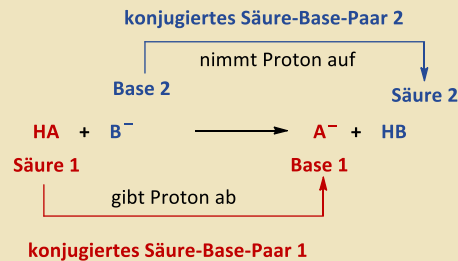 konjugiertes Säure-Base-Paar 2
nimmt Proton auf
Base 2
Säure 2
HA + B⁻ A⁻ + HB
Säure 1 Base 1
gibt Proton ab
konjugiertes Säure-Base-Paar 1